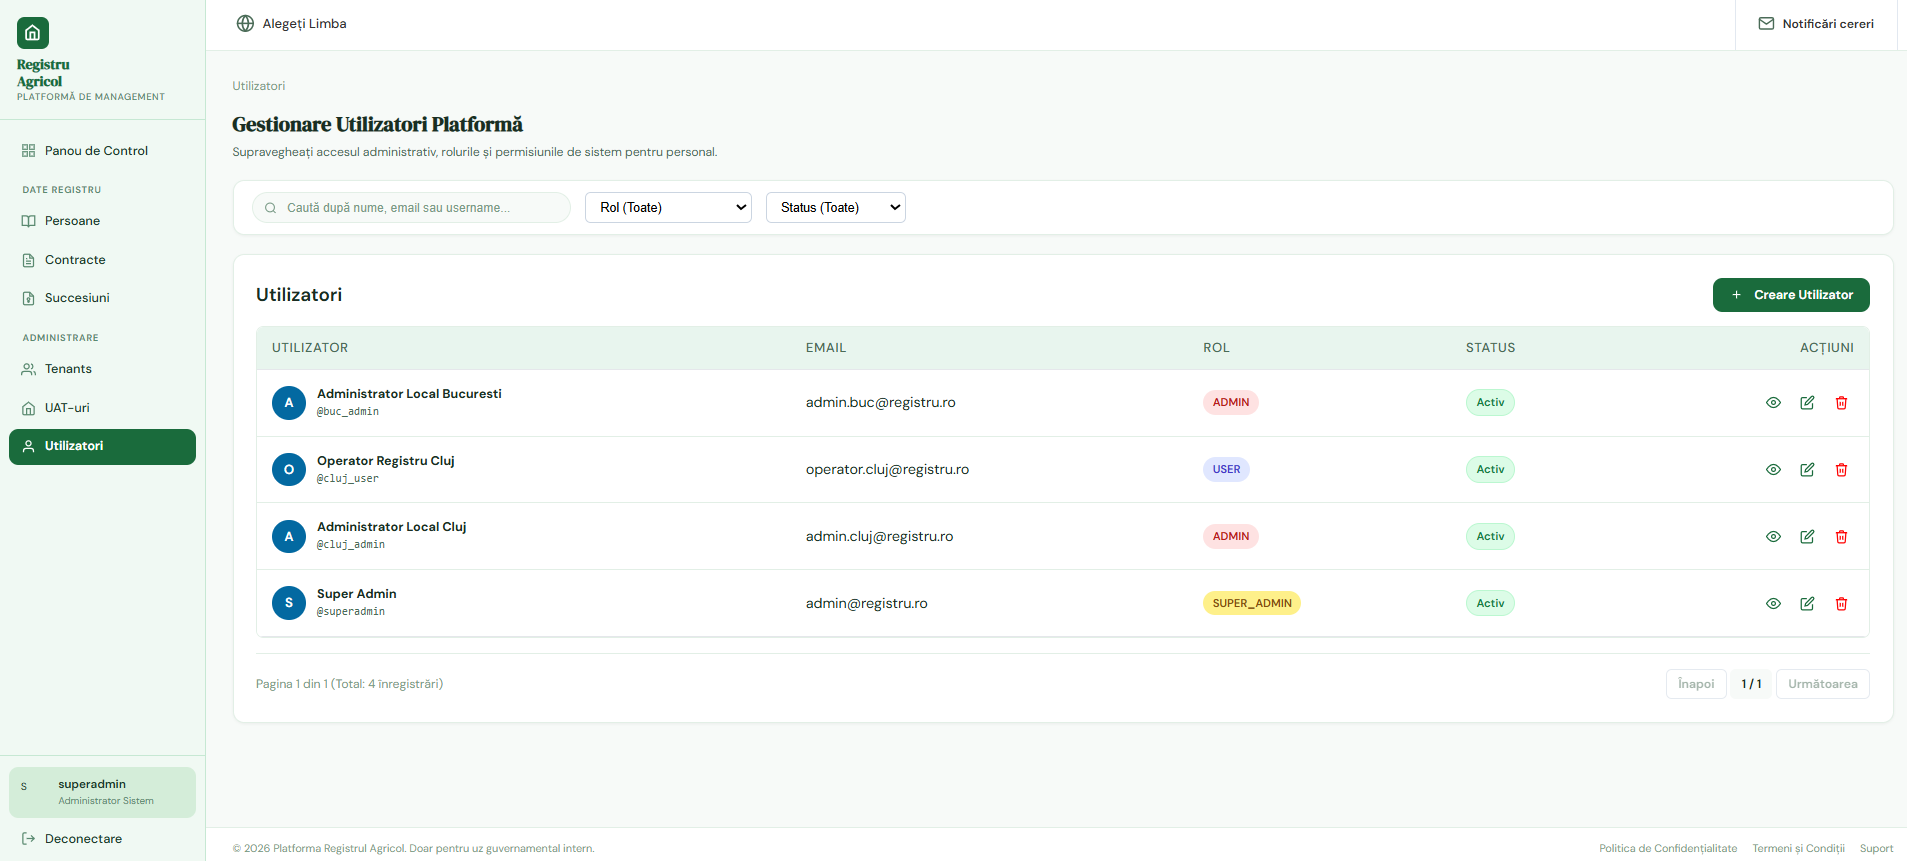 Registru
Agricol
PLATFORMĂ DE MANAGEMENT
Panou de Control
DATE REGISTRU
Persoane
Contracte
Succesiuni
ADMINISTRARE
Tenants
UAT-uri
Utilizatori
S
superadmin
Administrator Sistem
Deconectare
Alegeți Limba
Notificări cereri
Utilizatori
Gestionare Utilizatori Platformă
Supravegheați accesul administrativ, rolurile și permisiunile de sistem pentru personal.
Caută după nume, email sau username...
Rol (Toate)
Status (Toate)
Utilizatori
+ Creare Utilizator
UTILIZATOR EMAIL ROL STATUS ACȚIUNI
A Administrator Local Bucuresti
@buc_admin
admin.buc@registru.ro ADMIN Activ
O Operator Registru Cluj
@cluj_user
operator.cluj@registru.ro USER Activ
A Administrator Local Cluj
@cluj_admin
admin.cluj@registru.ro ADMIN Activ
S Super Admin
@superadmin
admin@registru.ro SUPER_ADMIN Activ
Pagina 1 din 1 (Total: 4 înregistrări)
Înapoi 1 / 1 Următoarea
© 2026 Platforma Registrul Agricol. Doar pentru uz guvernamental intern.
Politica de Confidențialitate Termeni și Condiții Suport